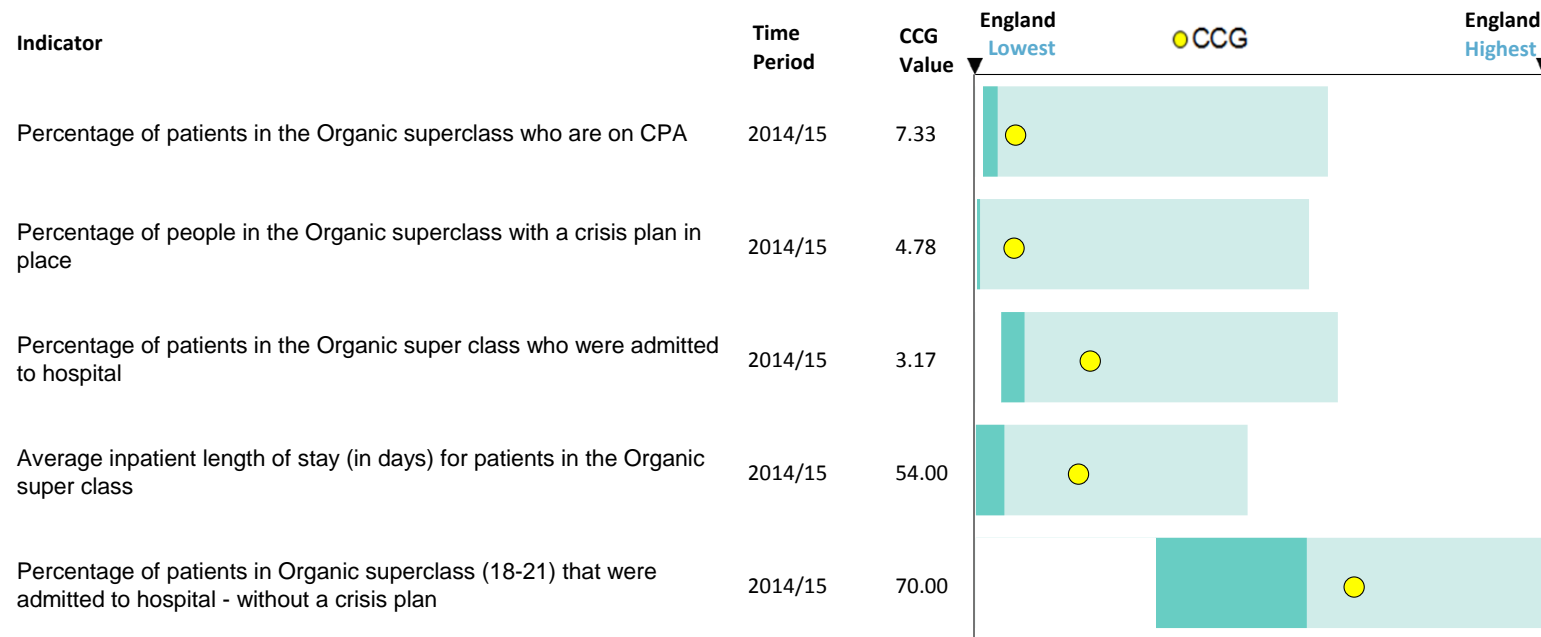 Indicator
Time
Period
CCG
Value
England
Lowest
CCG
England
Highest
Percentage of patients in the Organic superclass who are on CPA
2014/15
7.33
Percentage of people in the Organic superclass with a crisis plan in
place
2014/15
4.78
Percentage of patients in the Organic super class who were admitted
to hospital
2014/15
3.17
Average inpatient length of stay (in days) for patients in the Organic
super class
2014/15
54.00
Percentage of patients in Organic superclass (18-21) that were
admitted to hospital - without a crisis plan
2014/15
70.00